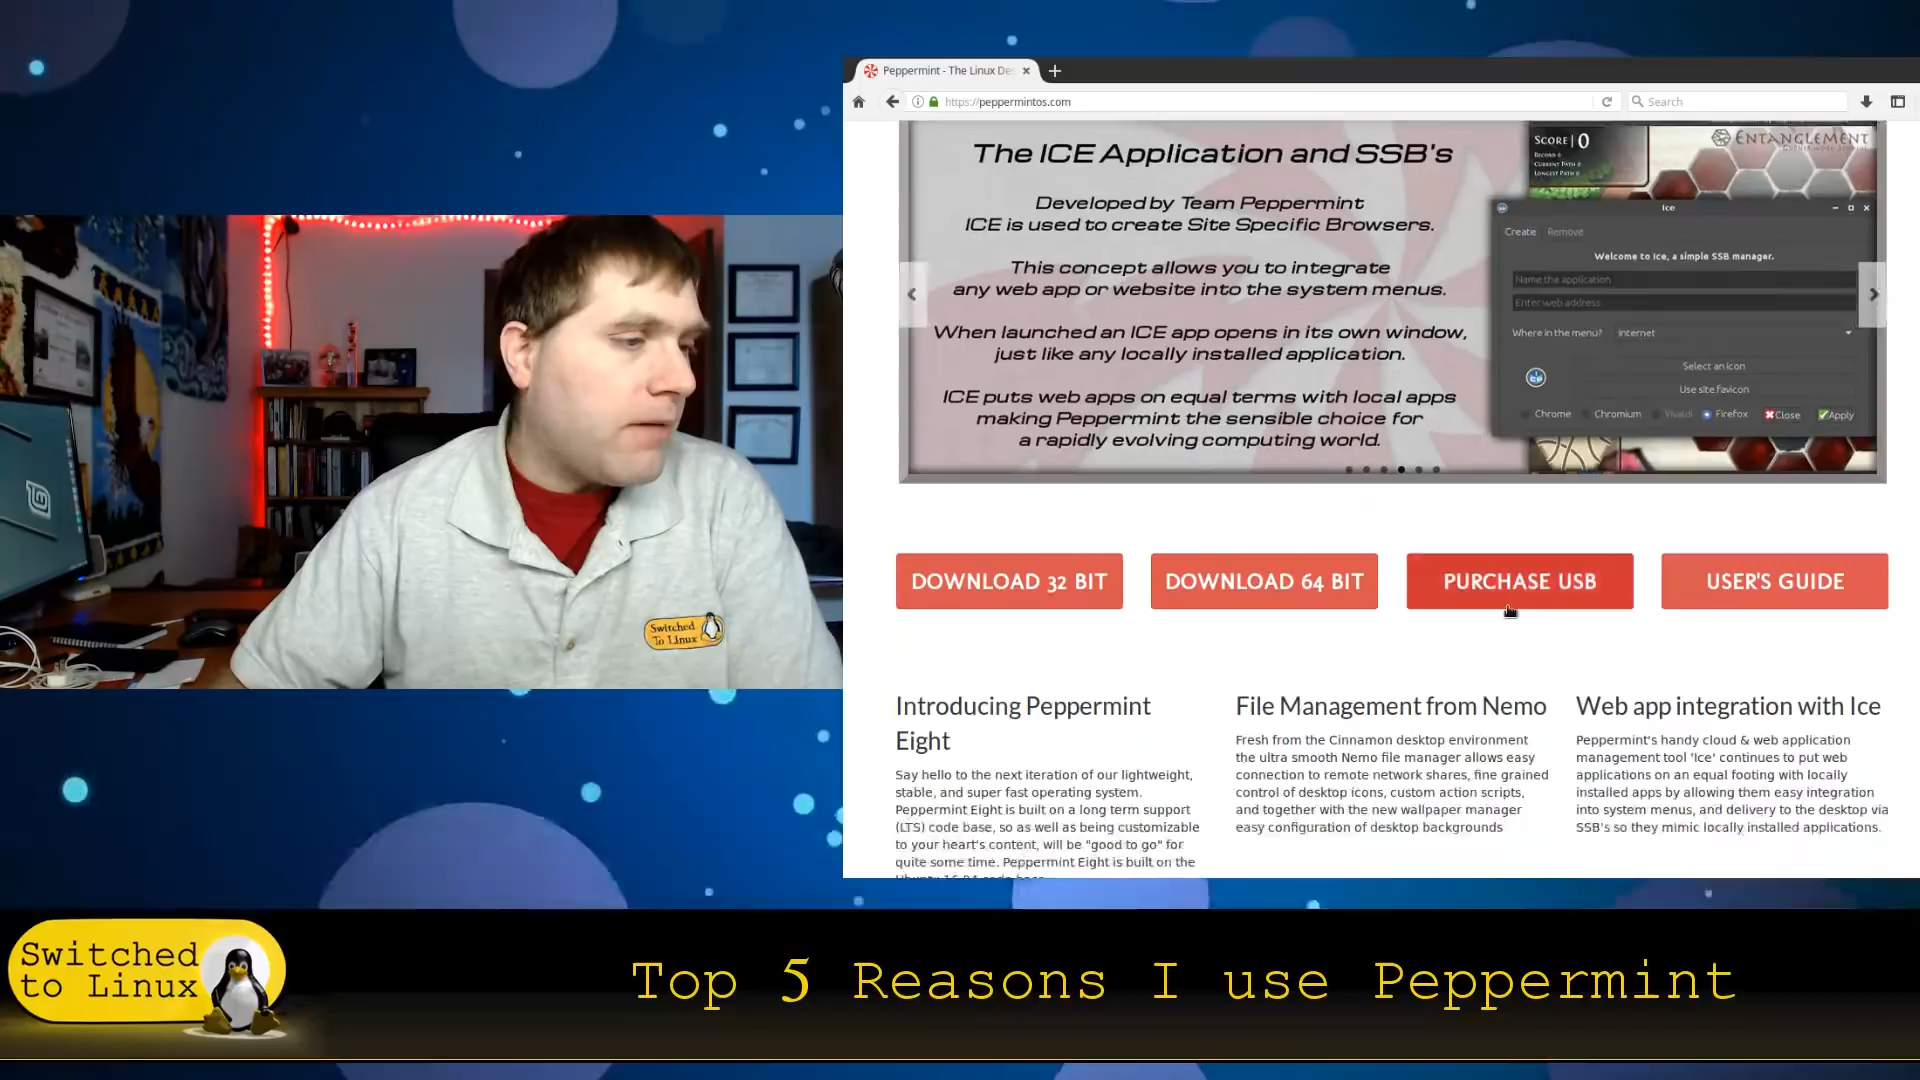 Peppermint - The Linux De
https://peppermintos.com
Search
The ICE Application and SSB's
Developed by Team Peppermint
ICE is used to create Site Specific Browsers.
This concept allows you to integrate
any web app or website into the system menus.
When launched an ICE app opens in its own window,
just like any locally installed application.
ICE puts web apps on equal terms with local apps
making Peppermint the sensible choice for
a rapidly evolving computing world.
SCORE | 0
RECORD 0
CURRENT PATH 0
LONGEST PATH 0
ENTANGLEMENT
Ice
Create Remove
Welcome to Ice, a simple SSB manager.
Name the application
Enter web address
Where in the menu? Internet
Select an icon
Use site favicon
Chrome Chromium Vivaldi Firefox Close Apply
DOWNLOAD 32 BIT
DOWNLOAD 64 BIT
PURCHASE USB
USER'S GUIDE
Introducing Peppermint
Eight
Say hello to the next iteration of our lightweight,
stable, and super fast operating system.
Peppermint Eight is built on a long term support
(LTS) code base, so as well as being customizable
to your heart's content, will be "good to go" for
quite some time. Peppermint Eight is built on the
File Management from Nemo
Fresh from the Cinnamon desktop environment
the ultra smooth Nemo file manager allows easy
connection to remote network shares, fine grained
control of desktop icons, custom action scripts,
and together with the new wallpaper manager
easy configuration of desktop backgrounds
Web app integration with Ice
Peppermint's handy cloud & web application
management tool 'Ice' continues to put web
applications on an equal footing with locally
installed apps by allowing them easy integration
into system menus, and delivery to the desktop via
SSB's so they mimic locally installed applications.
Switched
To Linux
Switched
to Linux
Top 5 Reasons I use Peppermint